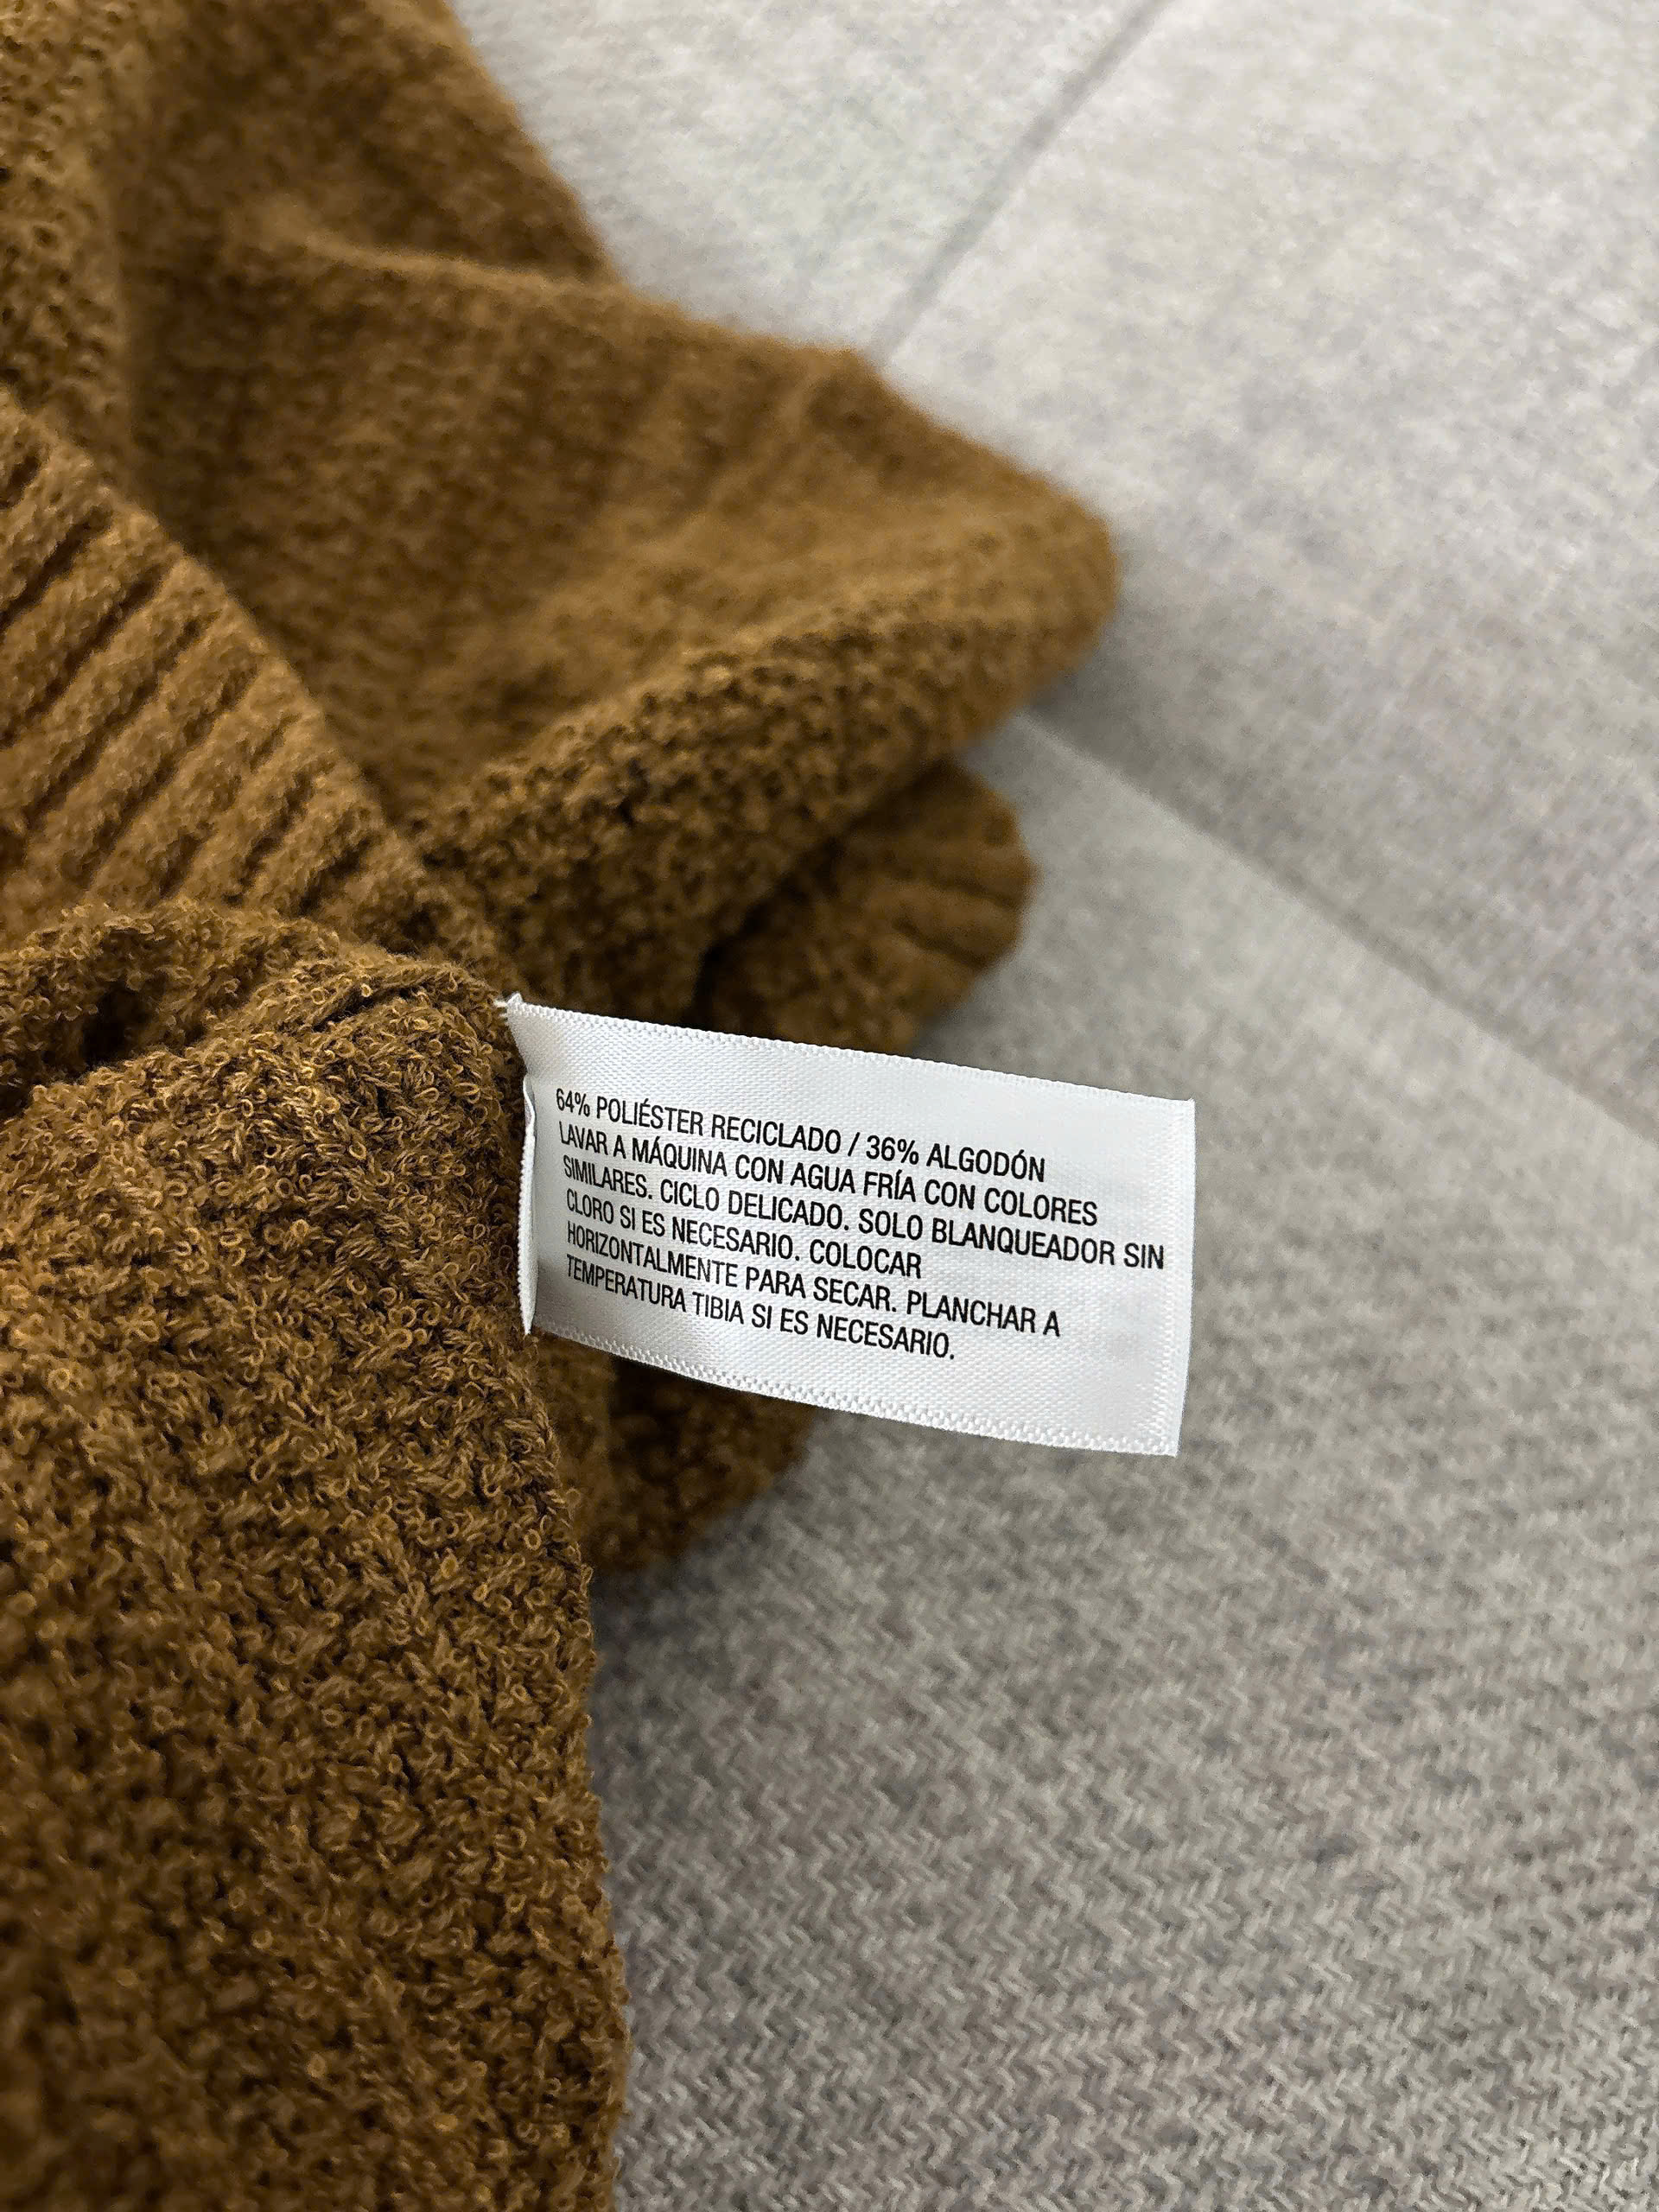 64% POLIÉSTER RECICLADO / 36% ALGODÓN
LAVAR A MÁQUINA CON AGUA FRÍA CON COLORES
SIMILARES. CICLO DELICADO. SOLO BLANQUEADOR SIN
CLORO SI ES NECESARIO. COLOCAR
HORIZONTALMENTE PARA SECAR. PLANCHAR A
TEMPERATURA TIBIA SI ES NECESARIO.